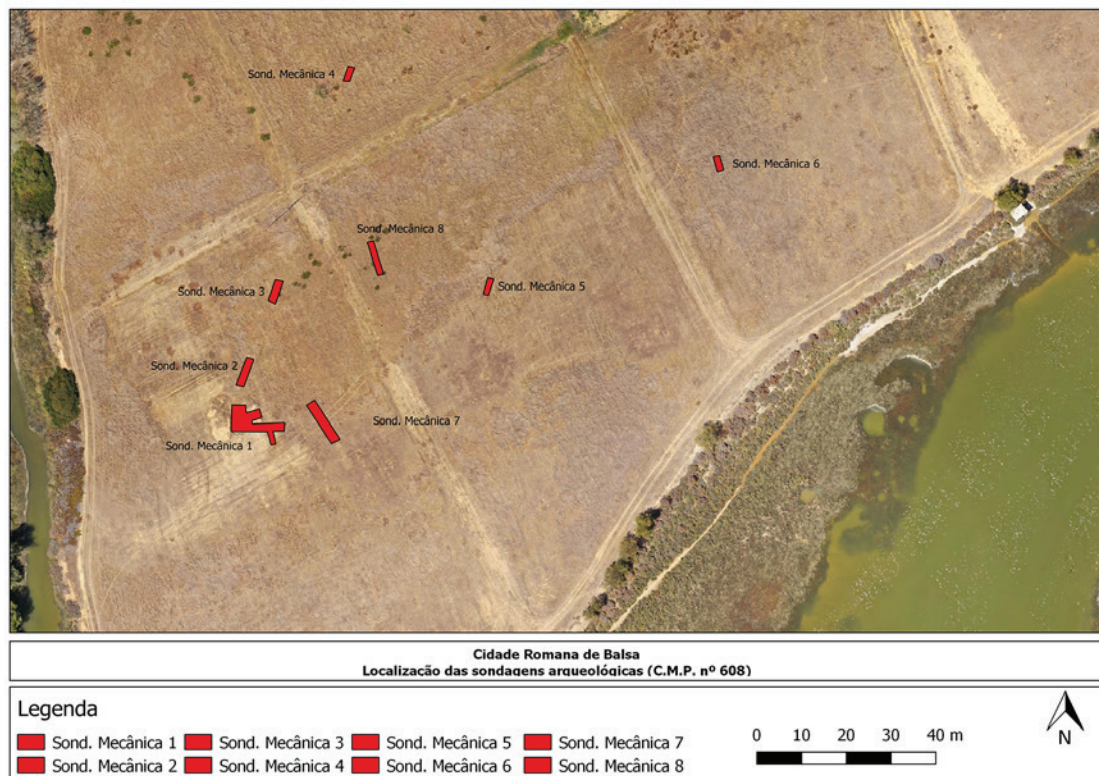 Sond. Mecânica 4
Sond. Mecânica 6
Sond. Mecânica 8
Sond. Mecânica 3
Sond. Mecânica 5
Sond. Mecânica 2
Sond. Mecânica 7
Sond. Mecânica 1
Cidade Romana de Balsa
Localização das sondagens arqueológicas (C.M.P. nº 608)
Legenda
Sond. Mecânica 1 Sond. Mecânica 3 Sond. Mecânica 5 Sond. Mecânica 7
Sond. Mecânica 2 Sond. Mecânica 4 Sond. Mecânica 6 Sond. Mecânica 8
0 10 20 30 40 m
N